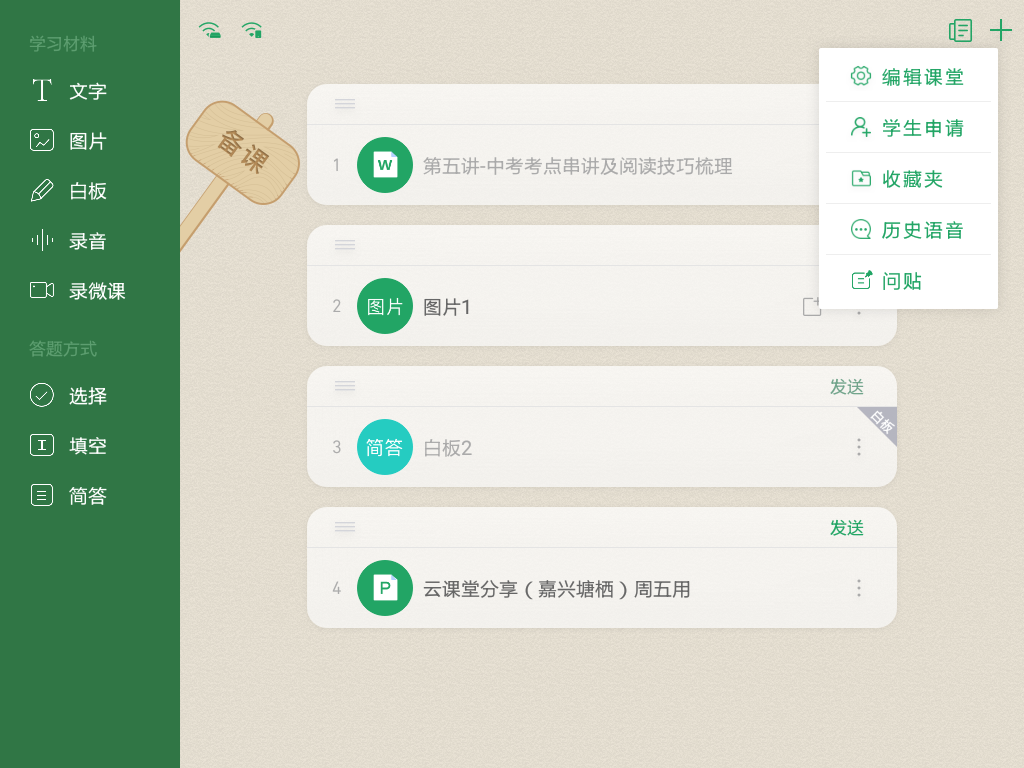 学习材料
文字
图片
白板
录音
录微课
答题方式
选择
填空
简答
备课
1
W
第五讲-中考考点串讲及阅读技巧梳理
2
图片
图片1
发送
3
简答
白板2
白板
发送
4
P
云课堂分享（嘉兴塘栖）周五用
编辑课堂
学生申请
收藏夹
历史语音
问贴